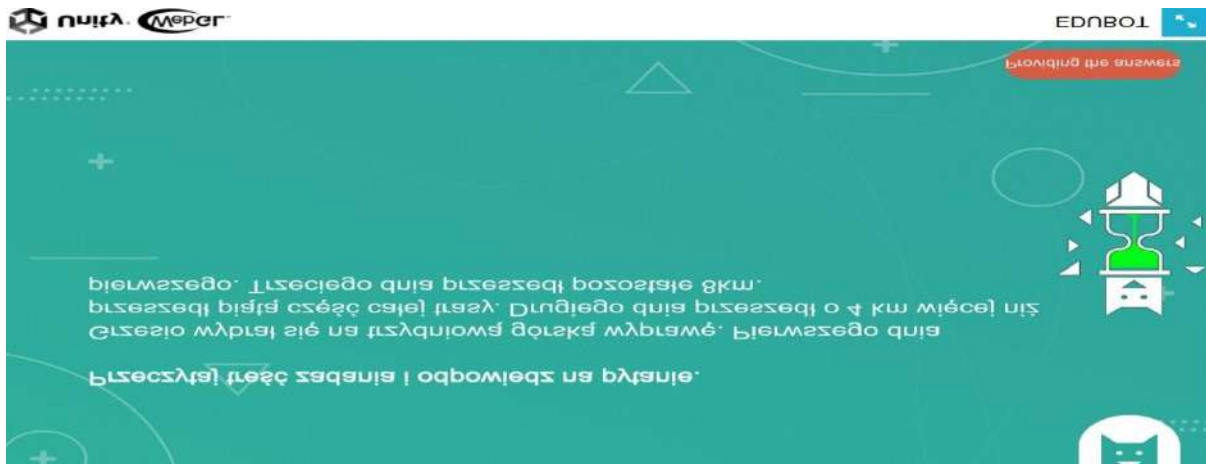 Przeczytaj treść zadania i odpowiedz na pytanie.
Grzesio wybrał się na trzydniową górską wyprawę. Pierwszego dnia
przeszedł piątą część całej trasy. Drugiego dnia przeszedł o 4 km więcej niż
pierwszego. Trzeciego dnia przeszedł pozostałe 8km.
Providing the answers
Unity. WebGL
EDUBOT